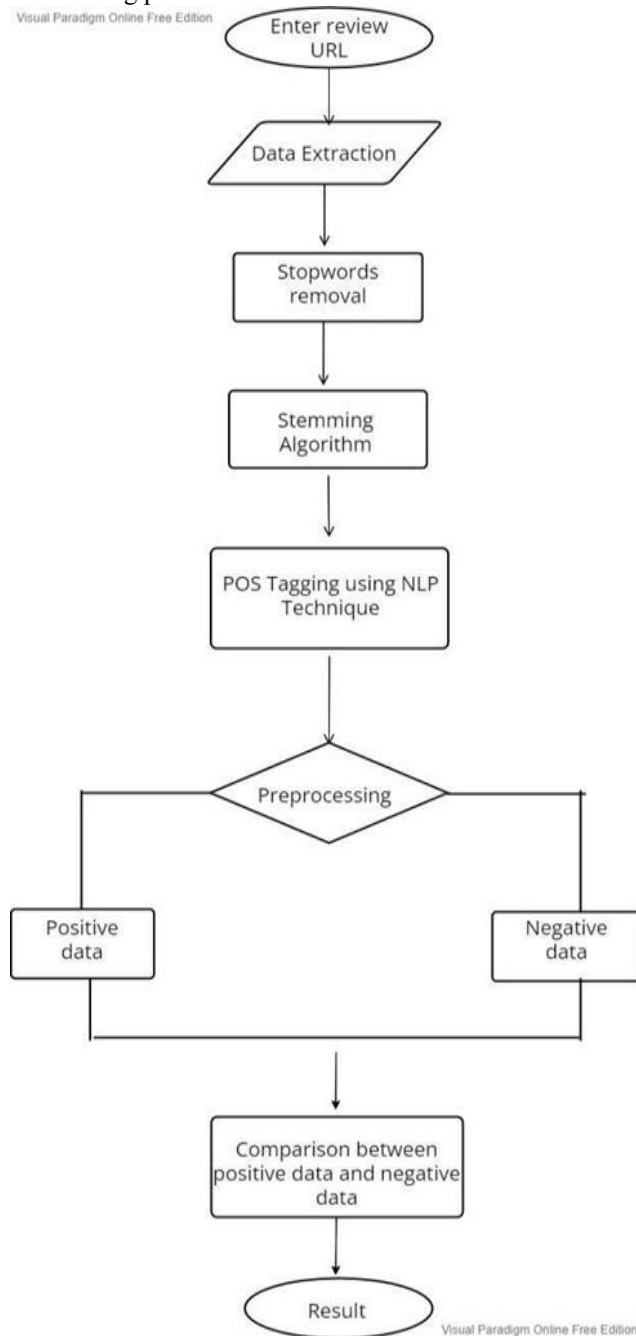 Visual Paradigm Online Free Edition
Enter review
URL
Data Extraction
Stopwords
removal
Stemming
Algorithm
POS Tagging using NLP
Technique
Preprocessing
Positive
data
Negative
data
Comparison between
positive data and negative
data
Result
Visual Paradigm Online Free Edition